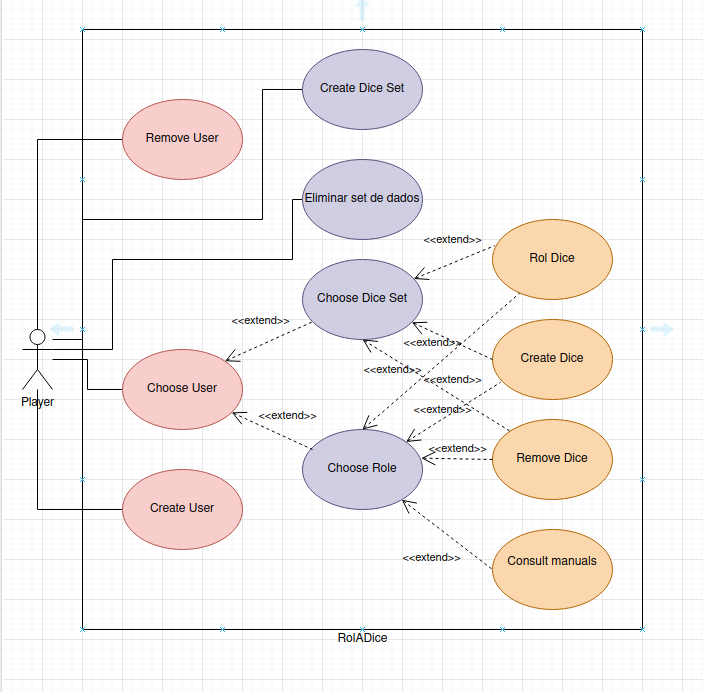 Create Dice Set
Remove User
Eliminar set de dados
<<extend>>
Rol Dice
Choose Dice Set
<<extend>>
<<extend>>
Create Dice
<<extend>>
<<extend>>
Choose User
Player
<<extend>>
<<extend>>
<<extend>>
Remove Dice
Choose Role
Create User
<<extend>>
Consult manuals
RolADice